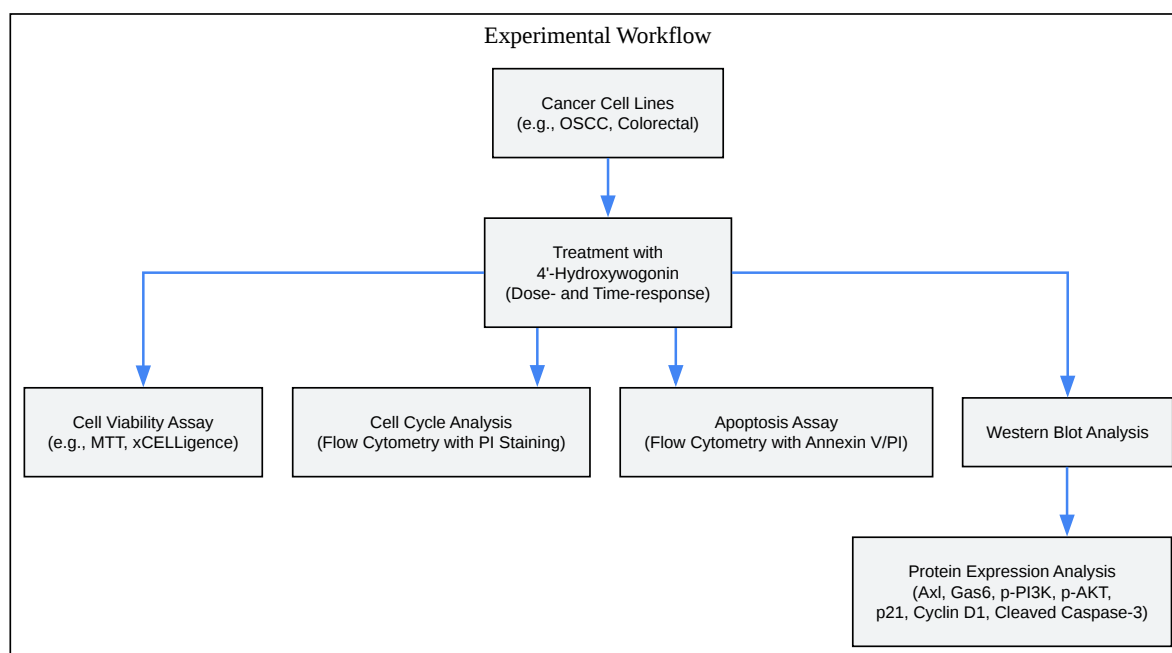 Experimental Workflow
Cancer Cell Lines
(e.g., OSCC, Colorectal)
Treatment with
4'-Hydroxywogonin
(Dose- and Time-response)
Cell Viability Assay
(e.g., MTT, xCELLigence)
Cell Cycle Analysis
(Flow Cytometry with PI Staining)
Apoptosis Assay
(Flow Cytometry with Annexin V/PI)
Western Blot Analysis
Protein Expression Analysis
(Axl, Gas6, p-PI3K, p-AKT,
p21, Cyclin D1, Cleaved Caspase-3)